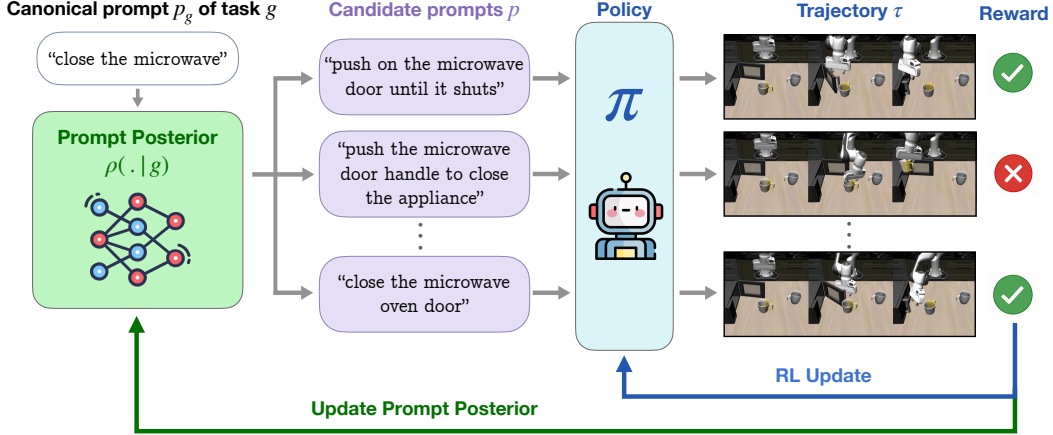 Canonical prompt p_g of task g
Candidate prompts p
Policy
Trajectory τ
Reward
“close the microwave”
Prompt Posterior
ρ( . | g)
“push on the microwave
door until it shuts”
“push the microwave
door handle to close
the appliance”
“close the microwave
oven door”
π
RL Update
Update Prompt Posterior